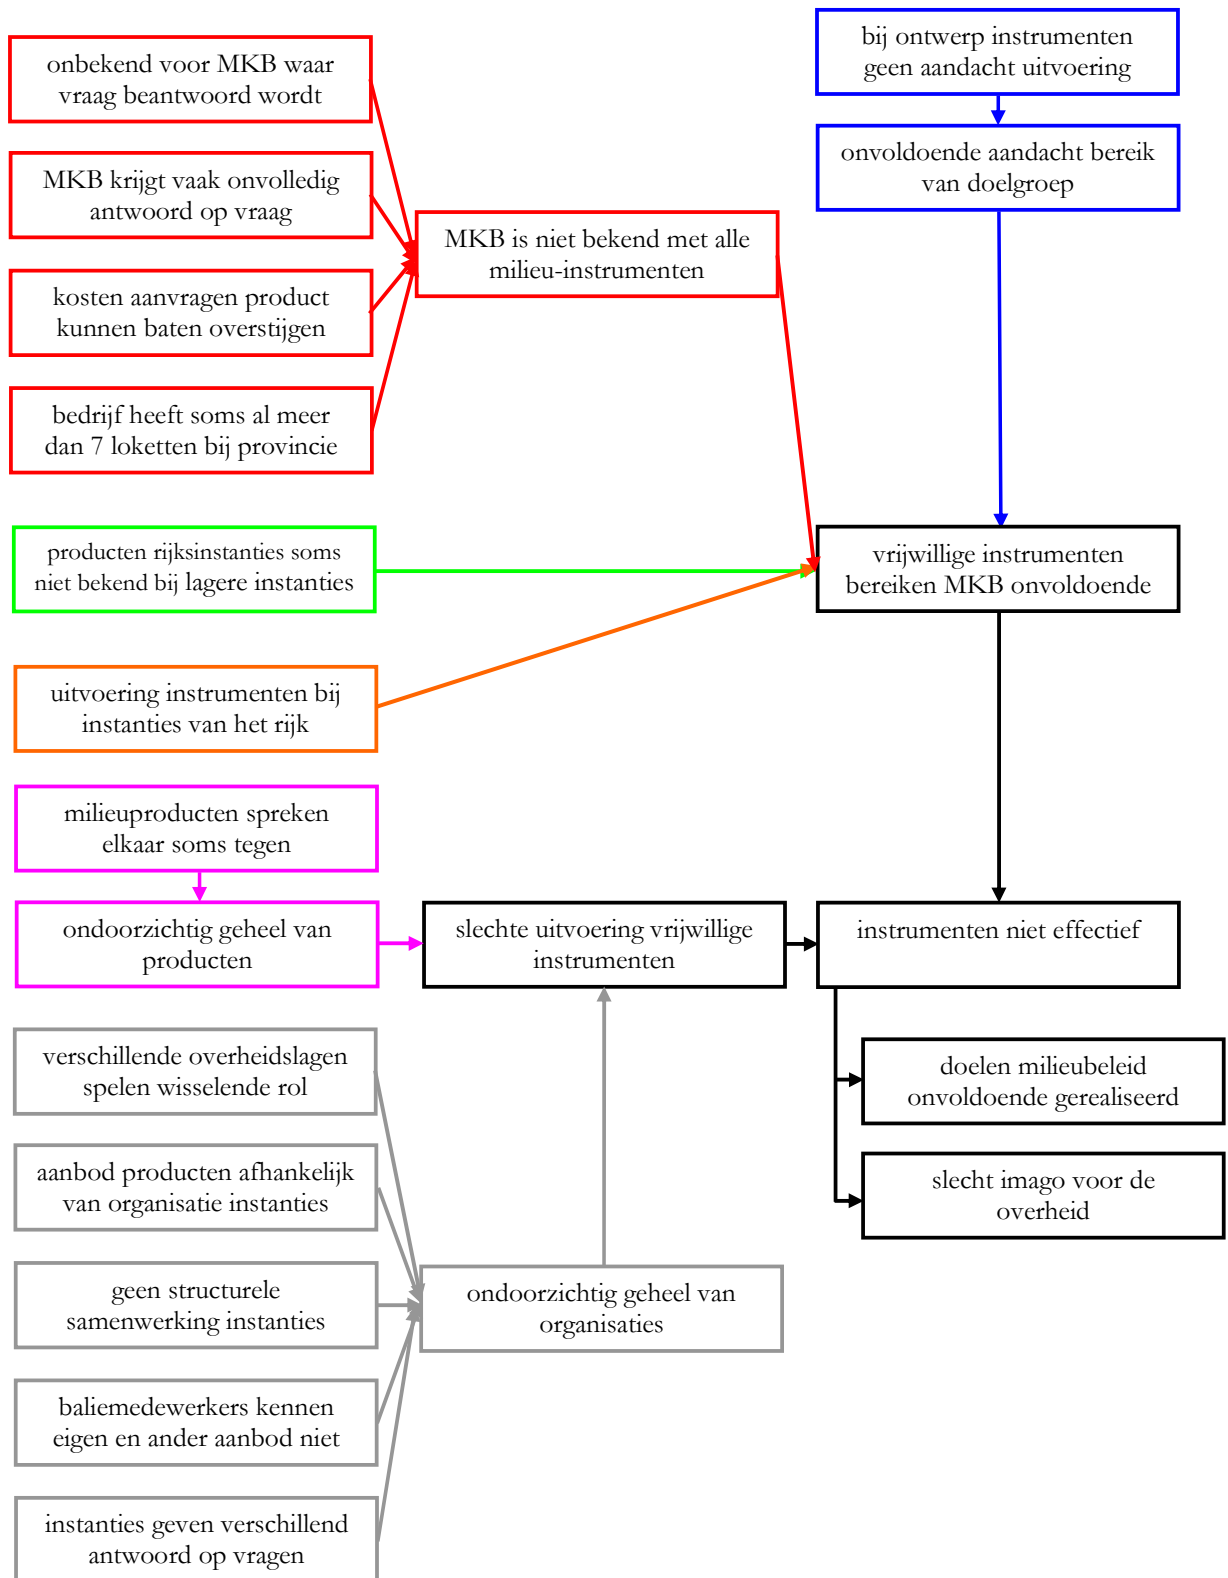 onbekend voor MKB waar
vraag beantwoord wordt
MKB krijgt vaak onvolledig
antwoord op vraag
kosten aanvragen product
kunnen baten overstijgen
bedrijf heeft soms al meer
dan 7 loketten bij provincie
MKB is niet bekend met alle
milieu-instrumenten
bij ontwerp instrumenten
geen aandacht uitvoering
onvoldoende aandacht bereik
van doelgroep
producten rijksinstanties soms
niet bekend bij lagere instanties
vrijwillige instrumenten
bereiken MKB onvoldoende
uitvoering instrumenten bij
instanties van het rijk
milieuproducten spreken
elkaar soms tegen
ondoorzichtig geheel van
producten
slechte uitvoering vrijwillige
instrumenten
instrumenten niet effectief
doelen milieubeleid
onvoldoende gerealiseerd
slecht imago voor de
overheid
verschillende overheidslagen
spelen wisselende rol
aanbod producten afhankelijk
van organisatie instanties
geen structurele
samenwerking instanties
baliemedewerkers kennen
eigen en ander aanbod niet
instanties geven verschillend
antwoord op vragen
ondoorzichtig geheel van
organisaties